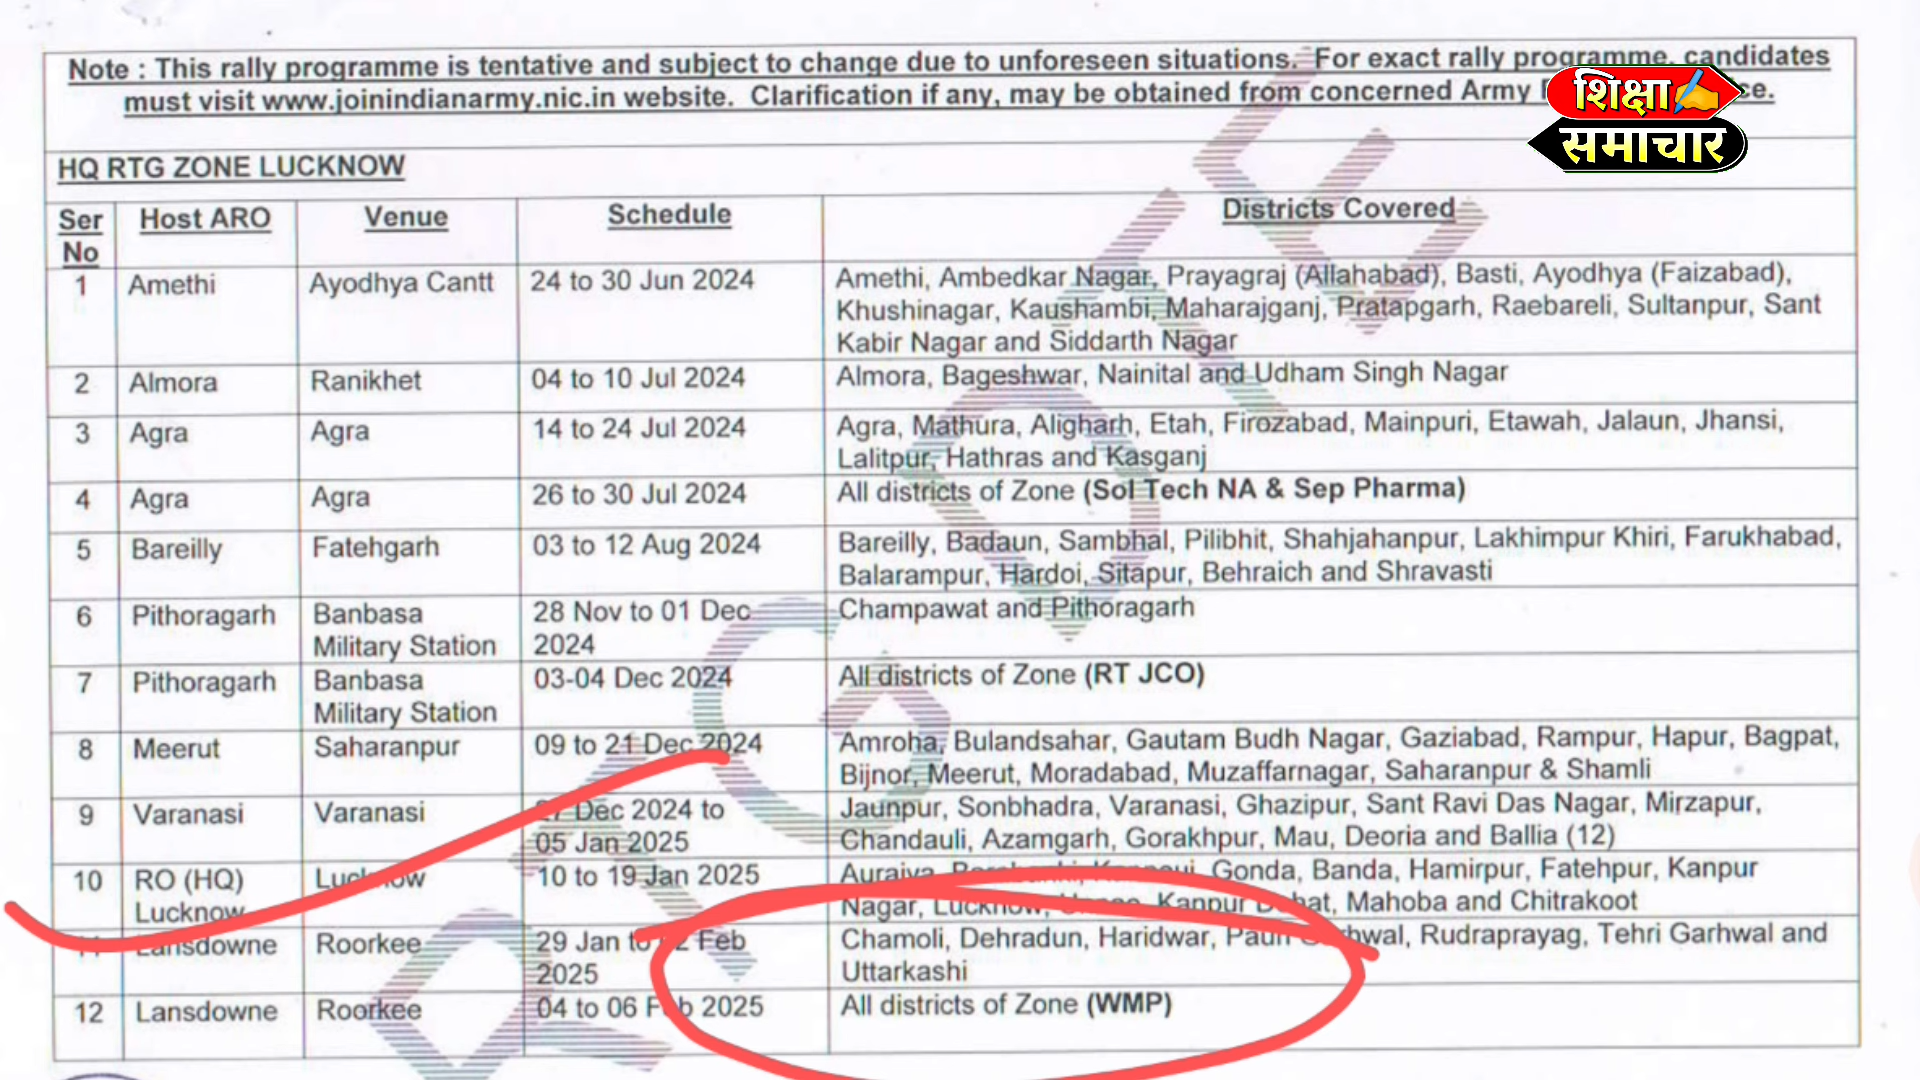 Note : This rally programme is tentative and subject to change due to unforeseen situations. For exact rally programme, candidates
must visit www.joinindianarmy.nic.in website. Clarification if any, may be obtained from concerned Army
शिक्षा
समाचार
HQ RTG ZONE LUCKNOW
Ser No Host ARO Venue Schedule Districts Covered
1 Amethi Ayodhya Cantt 24 to 30 Jun 2024 Amethi, Ambedkar Nagar, Prayagraj (Allahabad), Basti, Ayodhya (Faizabad),
Khushinagar, Kaushambi, Maharajganj, Pratapgarh, Raebareli, Sultanpur, Sant
Kabir Nagar and Siddarth Nagar
2 Almora Ranikhet 04 to 10 Jul 2024 Almora, Bageshwar, Nainital and Udham Singh Nagar
3 Agra Agra 14 to 24 Jul 2024 Agra, Mathura, Aligharh, Etah, Firozabad, Mainpuri, Etawah, Jalaun, Jhansi,
Lalitpur, Hathras and Kasganj
4 Agra Agra 26 to 30 Jul 2024 All districts of Zone (Sol Tech NA & Sep Pharma)
5 Bareilly Fatehgarh 03 to 12 Aug 2024 Bareilly, Badaun, Sambhal, Pilibhit, Shahjahanpur, Lakhimpur Khiri, Farukhabad,
Balarampur, Hardoi, Sitapur, Behraich and Shravasti
6 Pithoragarh Banbasa 28 Nov to 01 Dec Champawat and Pithoragarh
Military Station 2024
7 Pithoragarh Banbasa 03-04 Dec 2024 All districts of Zone (RT JCO)
Military Station
8 Meerut Saharanpur 09 to 21 Dec 2024 Amroha, Bulandsahar, Gautam Budh Nagar, Gaziabad, Rampur, Hapur, Bagpat,
Bijnor, Meerut, Moradabad, Muzaffarnagar, Saharanpur & Shamli
9 Varanasi Varanasi Dec 2024 to Jaunpur, Sonbhadra, Varanasi, Ghazipur, Sant Ravi Das Nagar, Mirzapur,
05 Jan 2025 Chandauli, Azamgarh, Gorakhpur, Mau, Deoria and Ballia (12)
10 RO (HQ) Lucknow 10 to 19 Jan 2025 Auraiya, Gonda, Banda, Hamirpur, Fatehpur, Kanpur
Lucknow Nagar, Lucknow, Kanpur Mahoba and Chitrakoot
11 Lansdowne Roorkee 29 Jan to Feb Chamoli, Dehradun, Haridwar, Pauri Garhwal, Rudraprayag, Tehri Garhwal and
2025 Uttarkashi
12 Lansdowne Roorkee 04 to 06 Feb 2025 All districts of Zone (WMP)